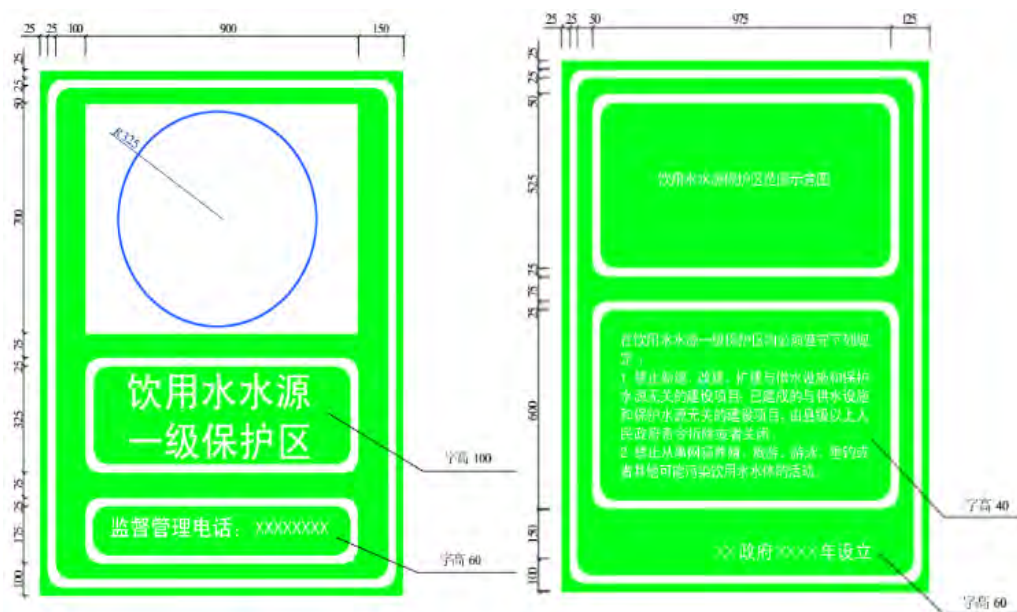 25 25 100 900 150
25 25 50 700 75 25 325 75 25 175 100
R325
饮用水水源
一级保护区
字高 100
监督管理电话: XXXXXXXX
字高 60
25 25 50 975 125
25 25 50 525 25 75 25 600 150 100
饮用水水源保护区范围示意图
在饮用水水源一级保护区内必须遵守下列规
定:
1 禁止新建、改建、扩建与供水设施和保护
水源无关的建设项目; 已建成的与供水设施
和保护水源无关的建设项目, 由县级以上人
民政府责令拆除或者关闭。
2 禁止从事网箱养殖、旅游、游泳、垂钓或
者其他可能污染饮用水水体的活动。
字高 40
XX 政府 XXXX 年设立
字高 60